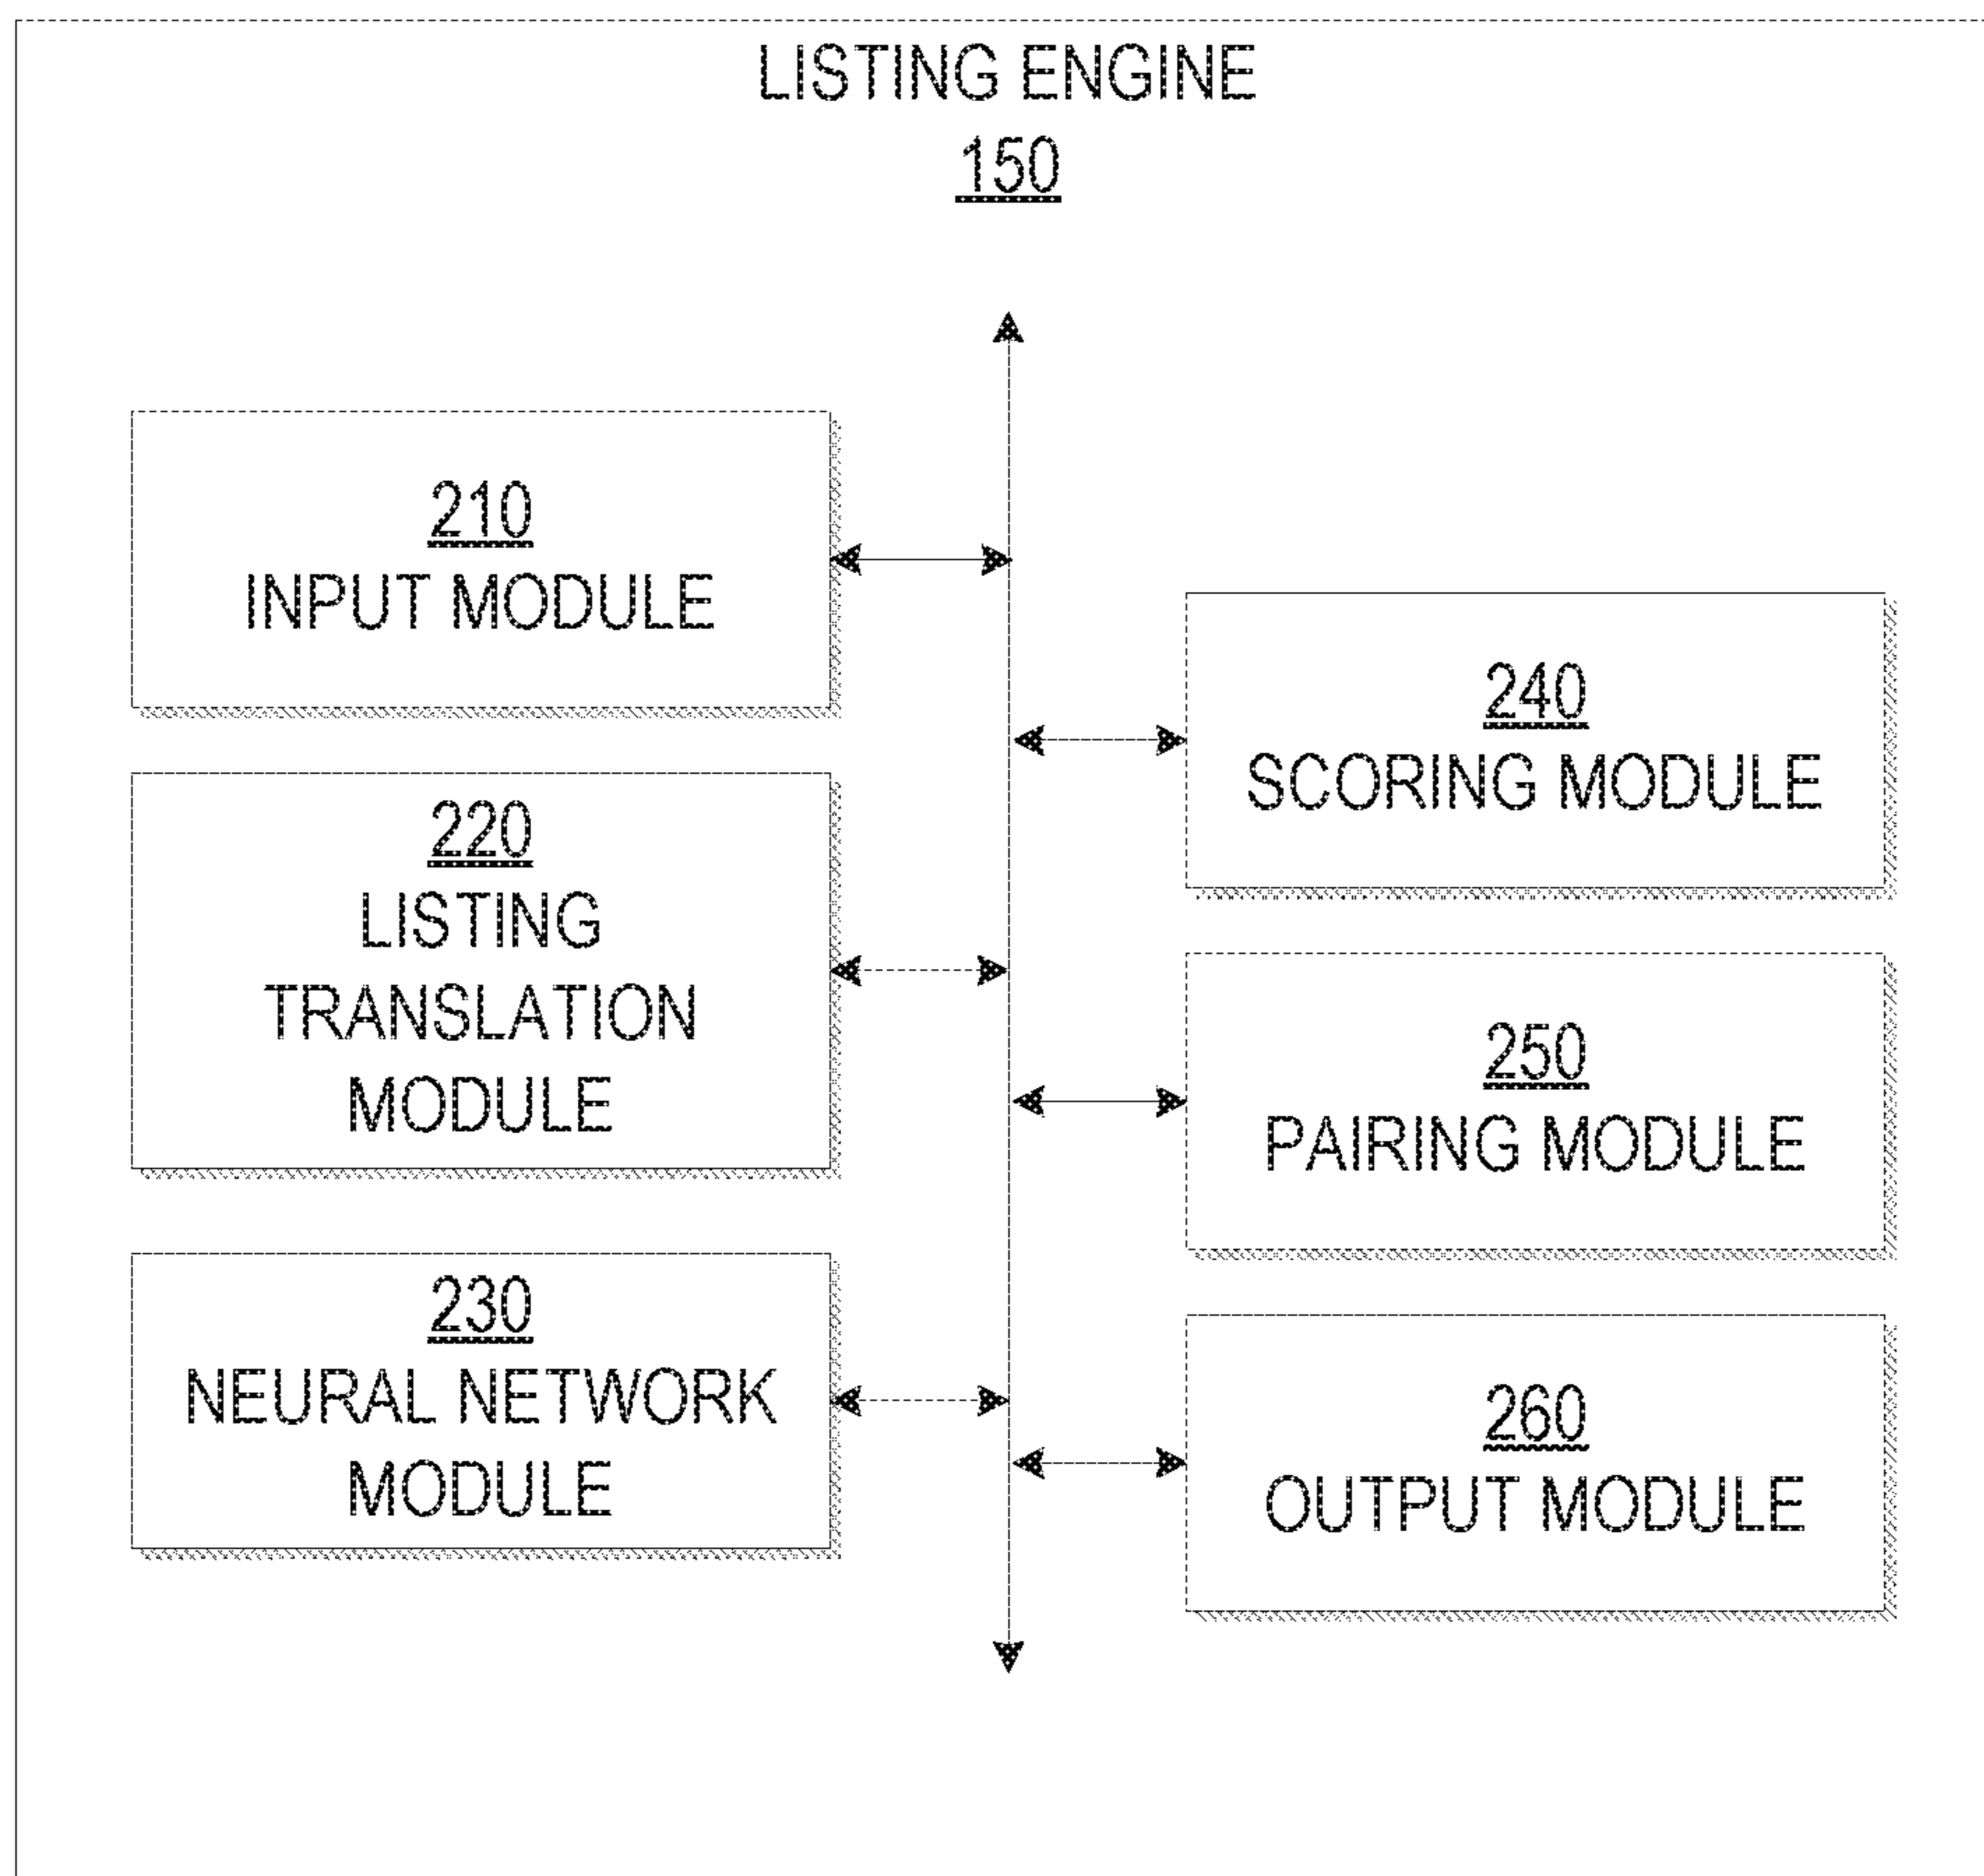 LISTING ENGINE
150
210
INPUT MODULE
220
LISTING
TRANSLATION
MODULE
230
NEURAL NETWORK
MODULE
240
SCORING MODULE
250
PAIRING MODULE
260
OUTPUT MODULE